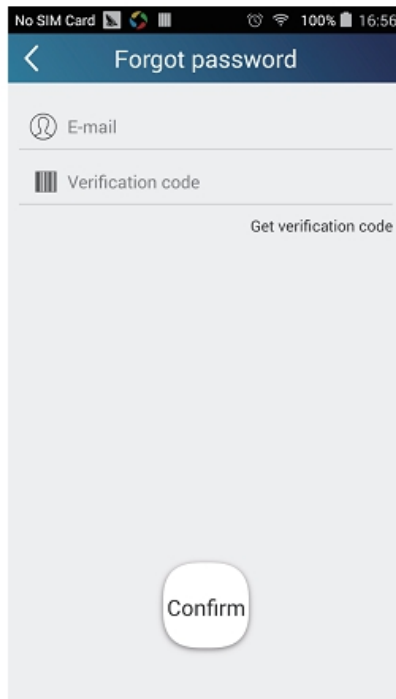 No SIM Card 100% 16:56
Forgot password
E-mail
Verification code
Get verification code
Confirm